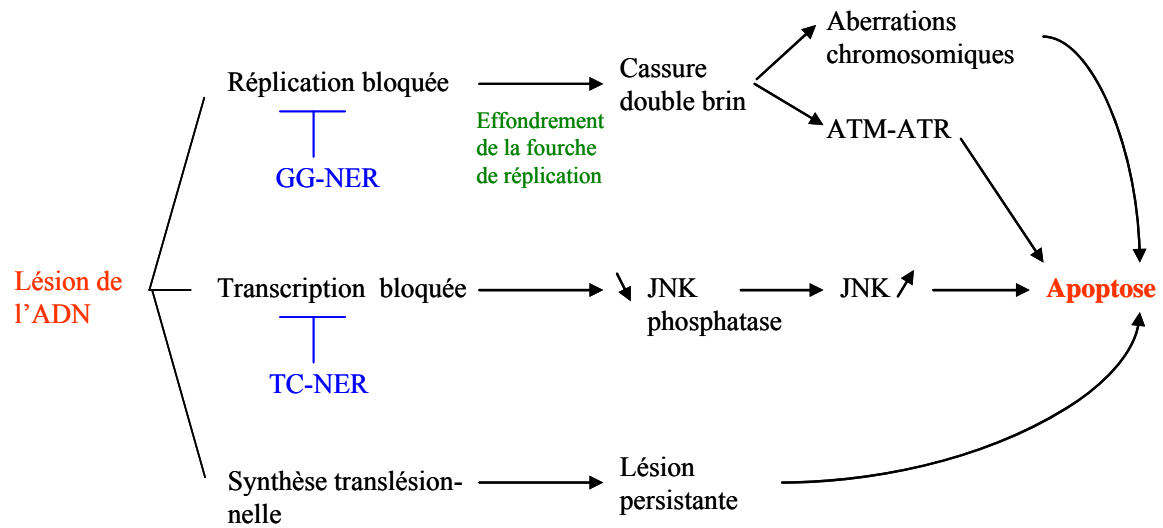 Aberrations
chromosomiques
Réplication bloquée
Cassure
double brin
Effondrement
de la fourche
de réplication
ATM-ATR
GG-NER
Lésion de
l’ADN
Transcription bloquée
JNK
phosphatase
JNK
Apoptose
TC-NER
Synthèse translésion-
nelle
Lésion
persistante